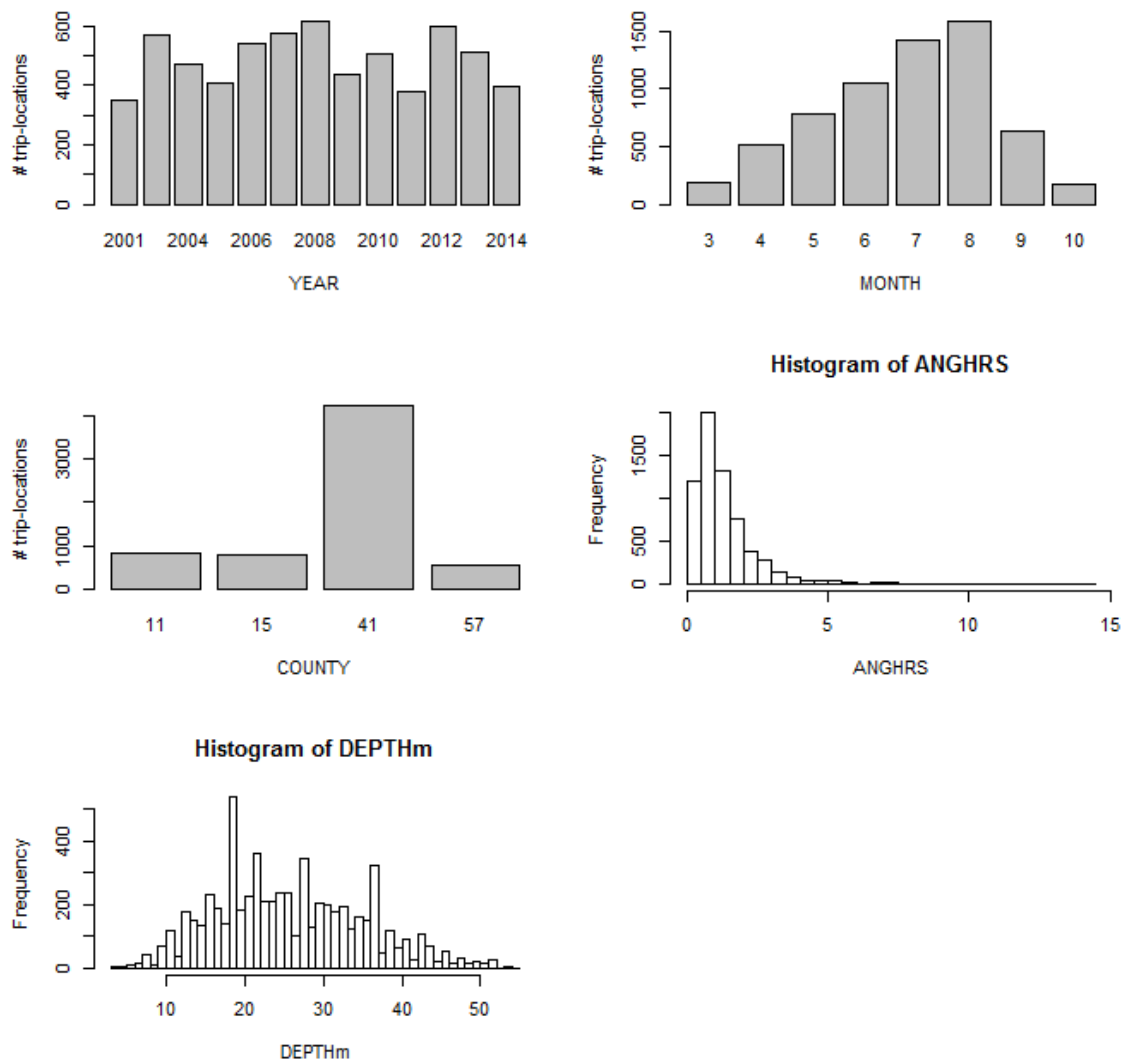 # trip-locations
0 200 400 600
2001 2004 2006 2008 2010 2012 2014
YEAR
# trip-locations
0 500 1000 1500
3 4 5 6 7 8 9 10
MONTH
# trip-locations
0 1000 3000
11 15 41 57
COUNTY
Histogram of ANGHRS
Frequency
0 500 1500
0 5 10 15
ANGHRS
Histogram of DEPTHm
Frequency
0 200 400
10 20 30 40 50
DEPTHm